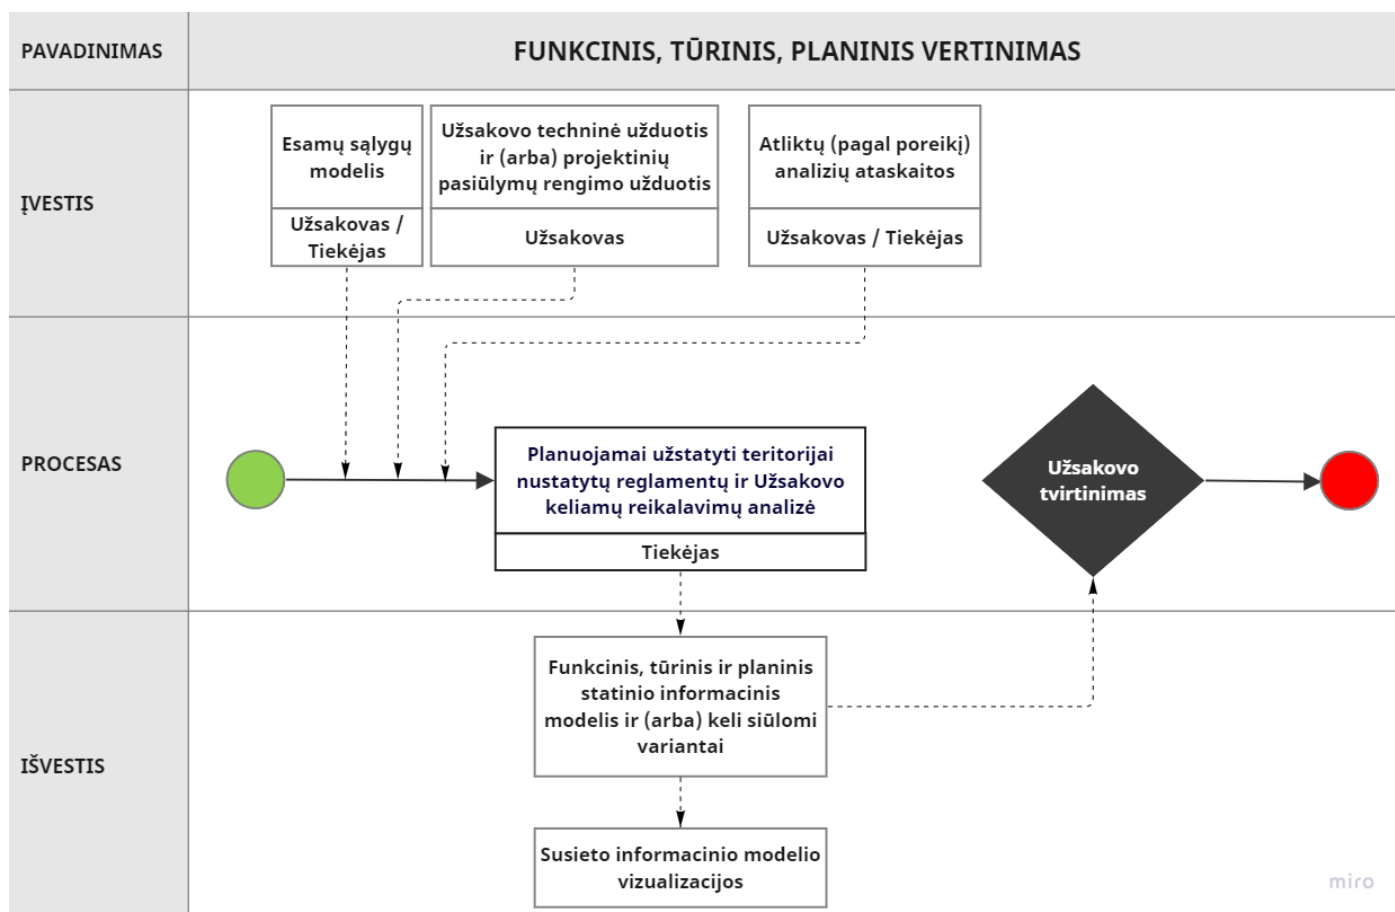 PAVADINIMAS
FUNKCINIS, TŪRINIS, PLANINIS VERTINIMAS
ĮVESTIS
Esamų sąlygų
modelis
Užsakovas /
Tiekėjas
Užsakovo techninė užduotis
ir (arba) projektinių
pasiūlymų rengimo užduotis
Užsakovas
Atliktų (pagal poreikį)
analizių ataskaitos
Užsakovas / Tiekėjas
PROCESAS
Planuojamai užstatyti teritorijai
nustatytų reglamentų ir Užsakovo
keliamų reikalavimų analizė
Tiekėjas
Užsakovo
tvirtinimas
IŠVESTIS
Funkcinis, tūrinis ir planinis
statinio informacinis
modelis ir (arba) keli siūlomi
variantai
Susieto informacinio modelio
vizualizacijos
miro